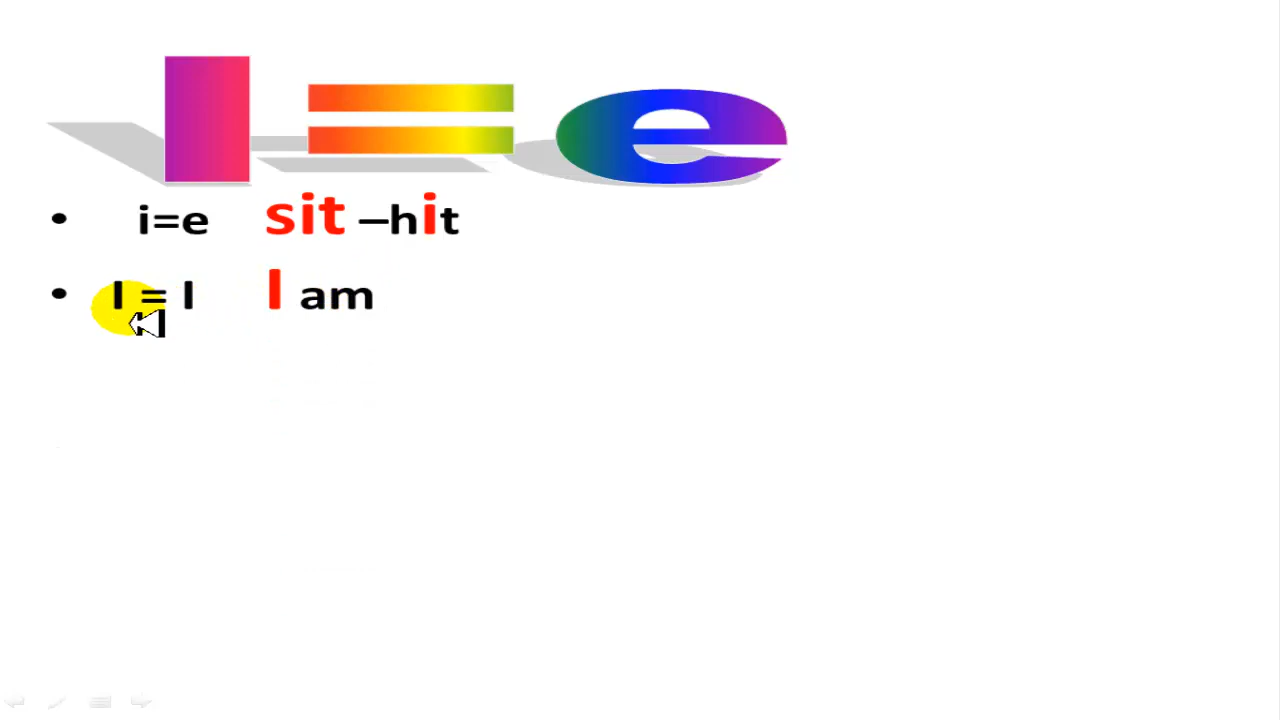 I = e
• i=e sit –hit
• I = I I am